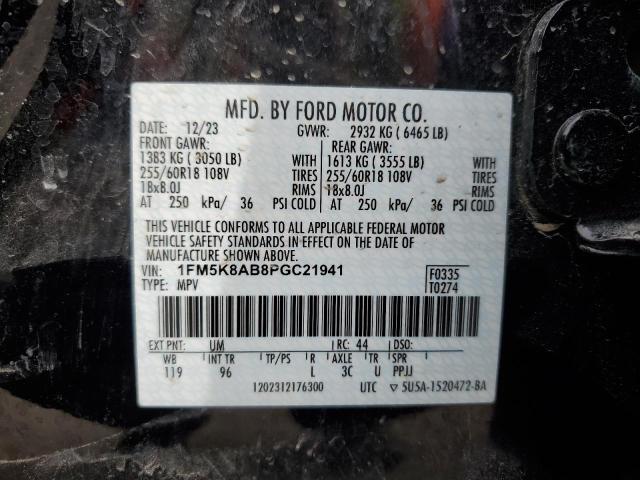 MFD. BY FORD MOTOR CO.
DATE: 12/23 GVWR: 2932 KG ( 6465 LB)
FRONT GAWR: REAR GAWR:
1383 KG ( 3050 LB) WITH 1613 KG ( 3555 LB) WITH
255/60R18 108V TIRES 255/60R18 108V TIRES
18x8.0J RIMS 18x8.0J RIMS
AT 250 kPa/ 36 PSI COLD AT 250 kPa/ 36 PSI COLD
THIS VEHICLE CONFORMS TO ALL APPLICABLE FEDERAL MOTOR
VEHICLE SAFETY STANDARDS IN EFFECT ON THE DATE OF
MANUFACTURE SHOWN ABOVE.
VIN: 1FM5K8AB8PGC21941 F0335
TYPE: MPV T0274
EXT PNT: UM RC: 44 DSO:
WB INT TR TP/PS R AXLE TR SPR
119 96 L 3C U PPJJ
1202312176300 UTC ▽ 5U5A-1520472-BA